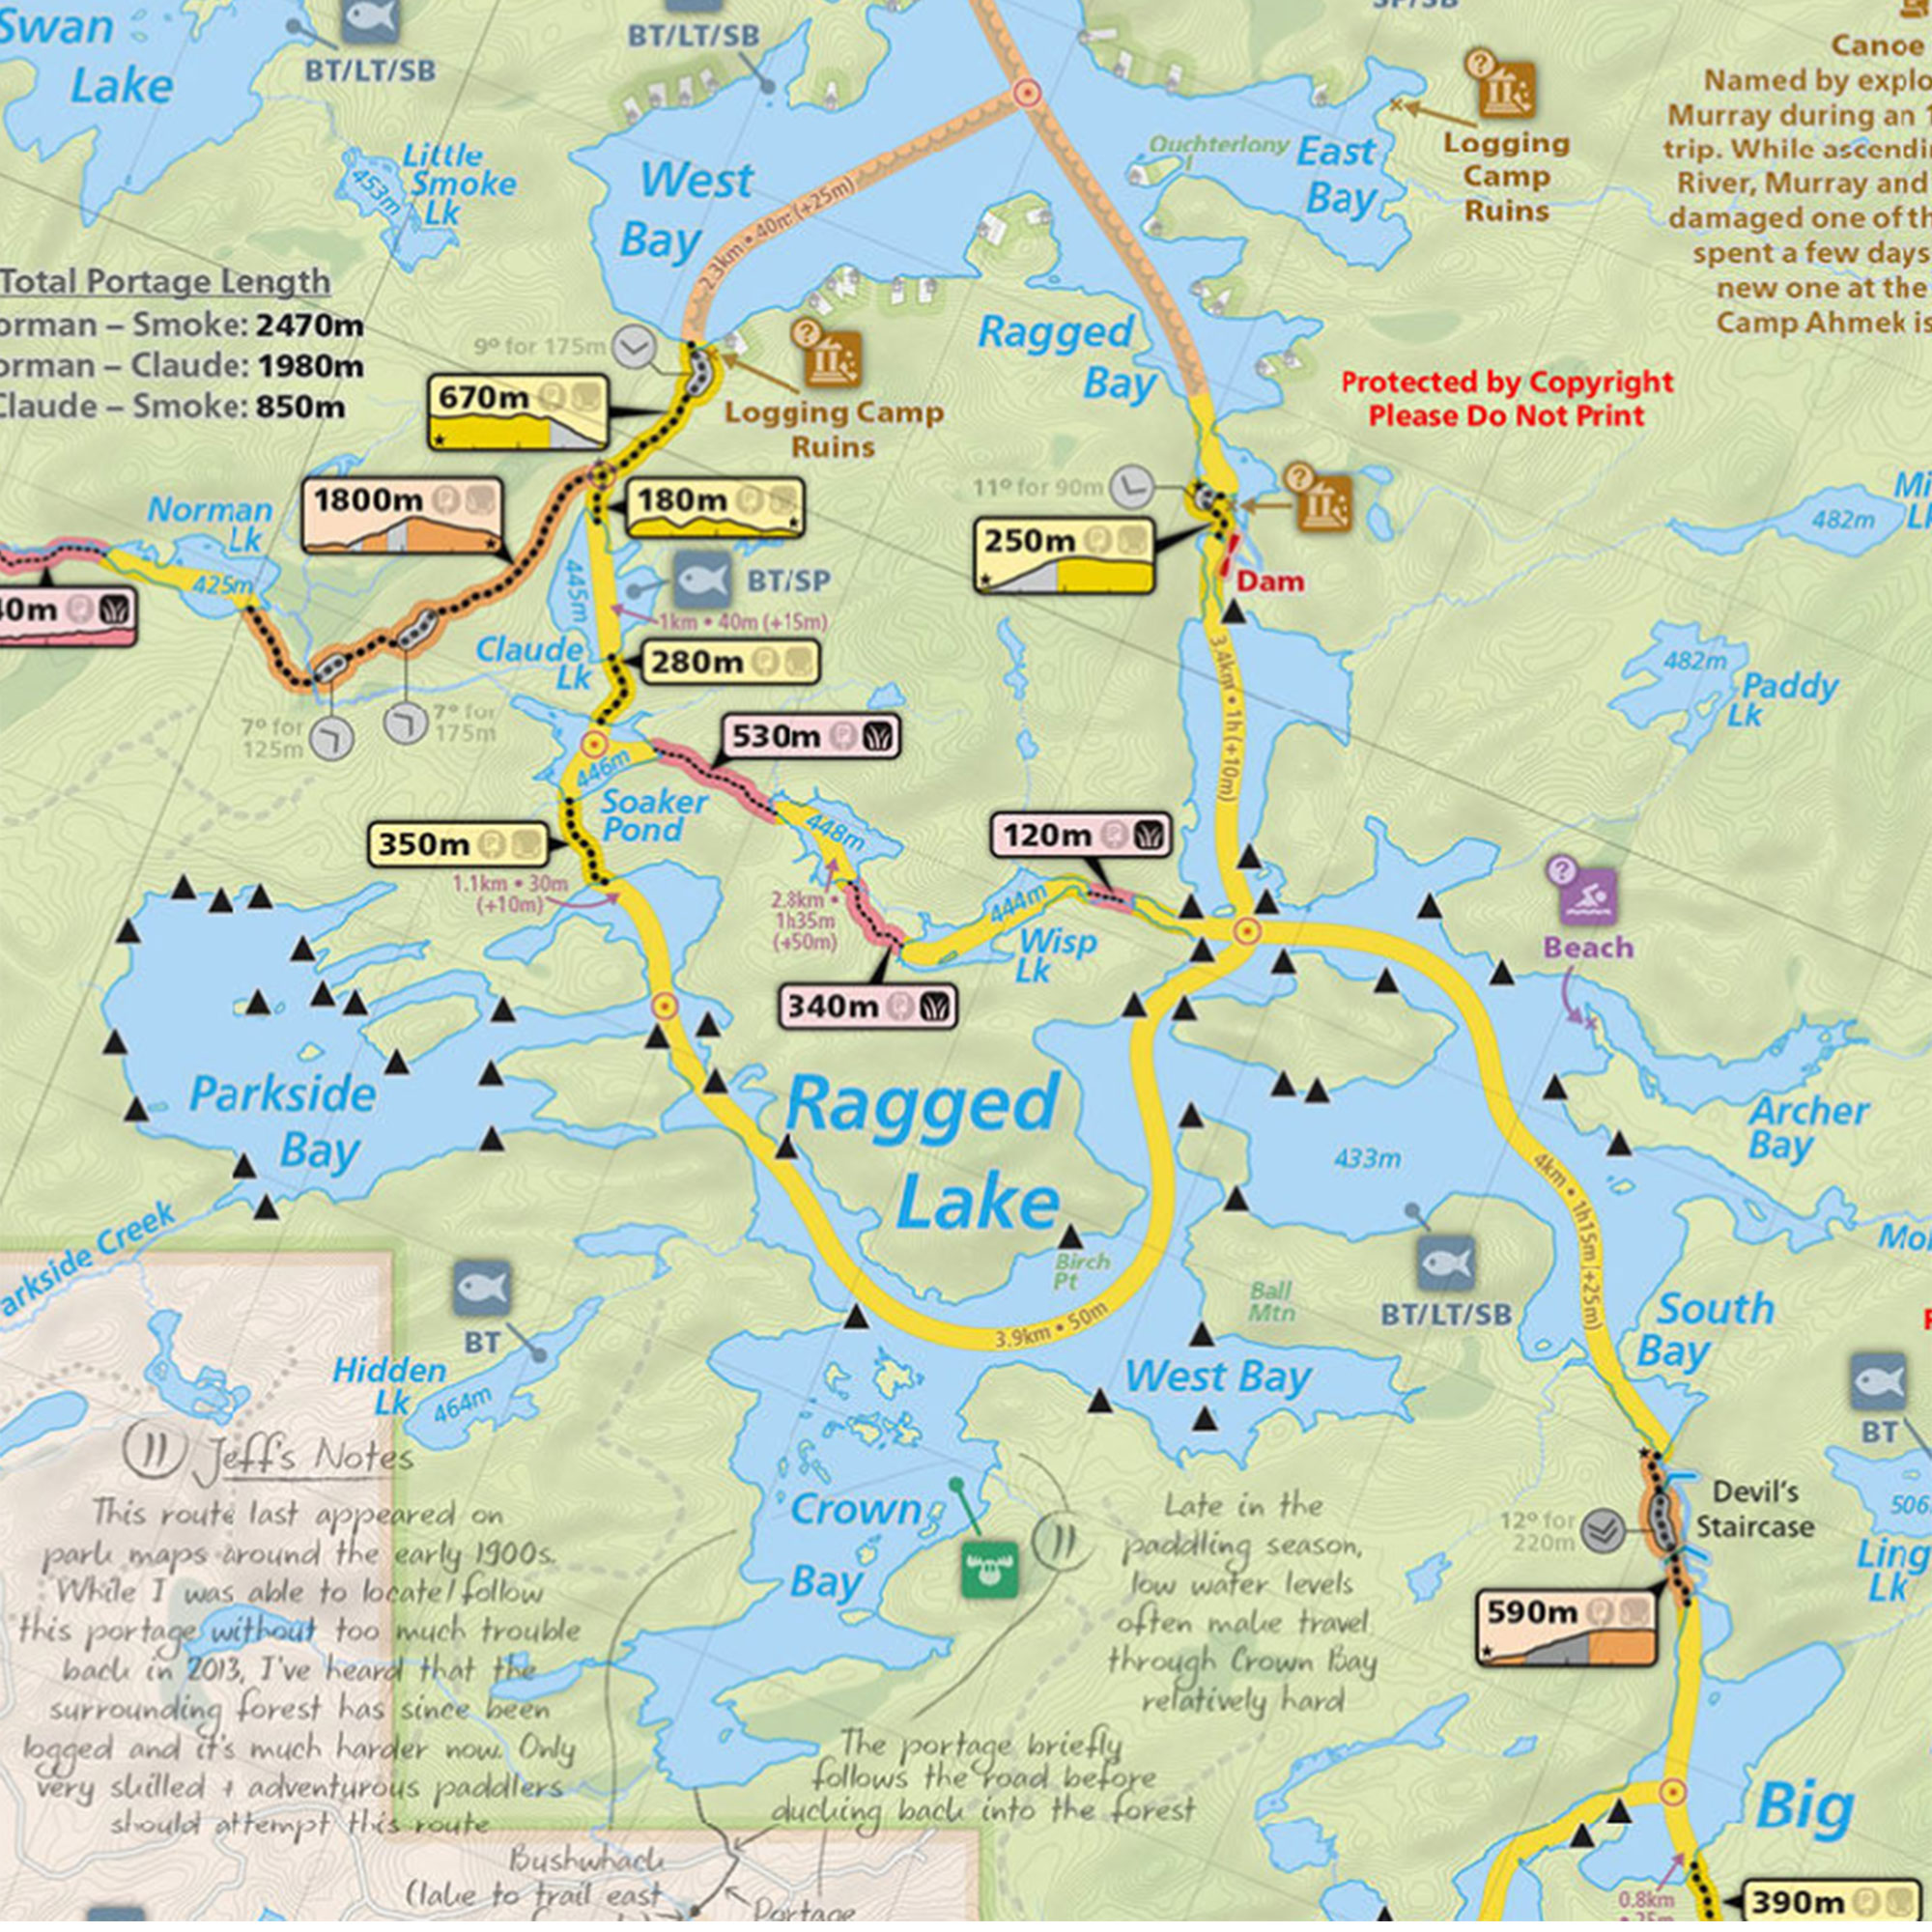 Swan
Lake
BT/LT/SB
BT/LT/SB
Little
Smoke
Lk
453m
West
Bay
2.3km • 40m (+25m)
Ouchterlony
I
East
Bay
Logging
Camp
Ruins
Canoe
Named by explo
Murray during an 1
trip. While ascendi
River, Murray and
damaged one of th
spent a few days
new one at the
Camp Ahmek is
Total Portage Length
orman – Smoke: 2470m
orman – Claude: 1980m
Claude – Smoke: 850m
9º for 175m
670m
Logging Camp
Ruins
Ragged
Bay
Protected by Copyright
Please Do Not Print
Norman
Lk
425m
1800m
180m
445m
BT/SP
1km • 40m (+15m)
11º for 90m
250m
Dam
Mi
482m
40m
Claude
Lk
280m
7º for
125m
7º for
175m
530m
446m
Soaker
Pond
448m
350m
1.1km • 30m
(+10m)
2.8km •
1h35m
(+50m)
340m
444m
Wisp
Lk
120m
3.4km • 1h (+10m)
482m
Paddy
Lk
Beach
Archer
Bay
Parkside
Bay
Ragged
Lake
433m
4km • 1h15m (+25m)
BT/LT/SB
Birch
Pt
Ball
Mtn
3.9km • 50m
West Bay
South
Bay
arkside Creek
BT
Hidden
Lk
464m
Crown
Bay
BT
506
Ling
Lk
Devil's
Staircase
12º for
220m
590m
11 Jeff's Notes
This route last appeared on
park maps around the early 1900s.
While I was able to locate/follow
this portage without too much trouble
back in 2013, I've heard that the
surrounding forest has since been
logged and it's much harder now. Only
very skilled + adventurous paddlers
should attempt this route
11
Late in the
paddling season,
low water levels
often make travel
through Crown Bay
relatively hard
The portage briefly
follows the road before
ducking back into the forest
Bushwhack
(lake to trail east
Portage
Big
0.8km
390m